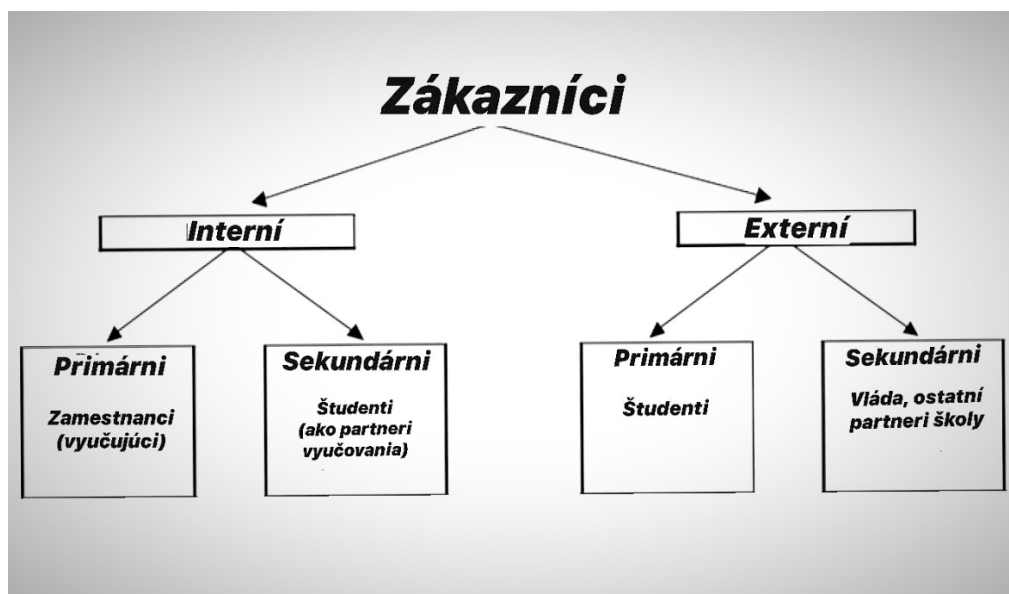 Zákazníci
Interní
Externí
Primárni
Zamestnanci
(vyučujúci)
Sekundárni
Študenti
(ako partneri
vyučovania)
Primárni
Študenti
Sekundárni
Vláda, ostatní
partneri školy